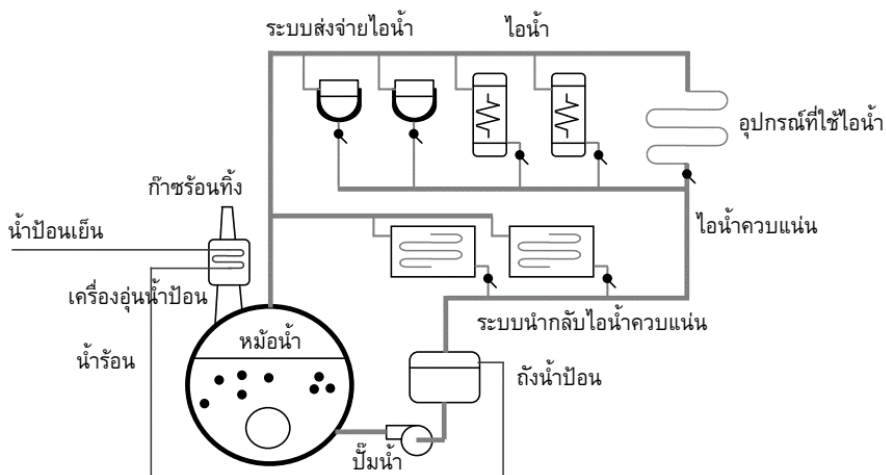 ระบบส่งจ่ายไอน้ำ
ไอน้ำ
อุปกรณ์ที่ใช้ไอน้ำ
ก๊าซร้อนทิ้ง
น้ำป้อนเย็น
ไอน้ำควบแน่น
เครื่องอุ่นน้ำป้อน
ระบบนำกลับไอน้ำควบแน่น
หม้อน้ำ
น้ำร้อน
ถังน้ำป้อน
ปั๊มน้ำ